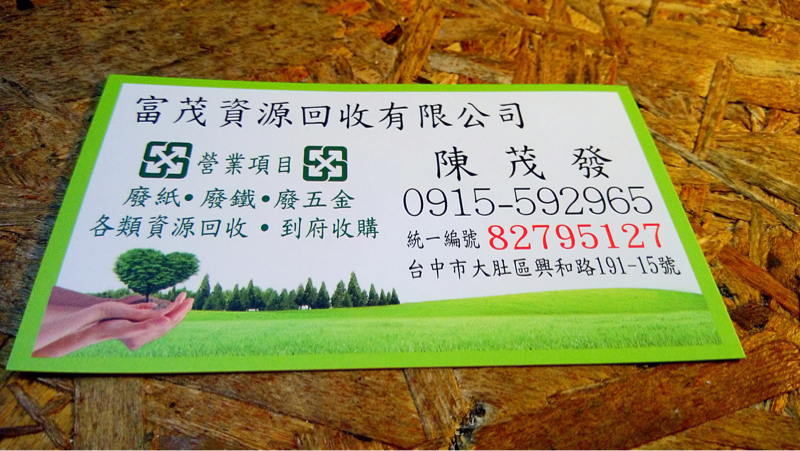 富茂資源回收有限公司
營業項目
廢紙•廢鐵•廢五金
各類資源回收•到府收購
陳茂發
0915-592965
統一編號 82795127
台中市大肚區興和路191-15號